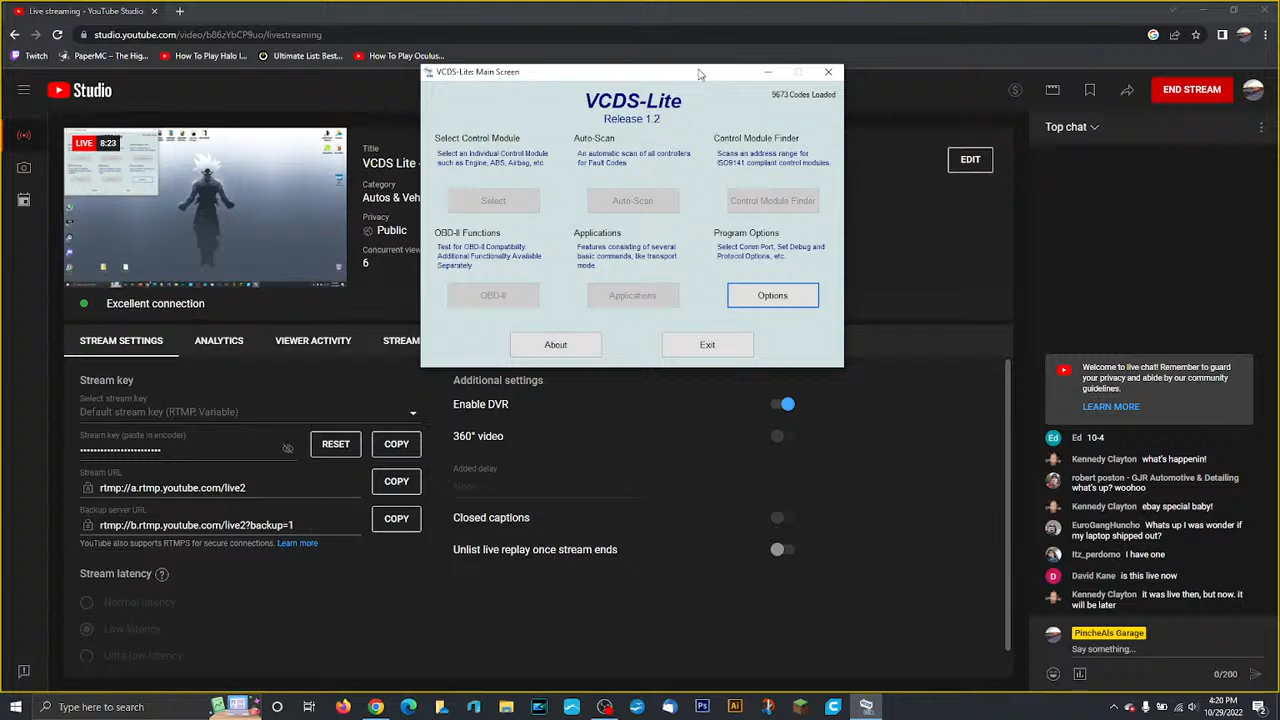 Live streaming - YouTube Studio
studio.youtube.com/video/b86zYbCP9uo/livestreaming
Twitch
PaperMC — The Hig...
How To Play Halo I...
Ultimate List: Best...
How To Play Oculus...
Studio
END STREAM
LIVE 8:23
VCDS Lite -
Category
Autos & Veh
Privacy
Public
Concurrent view
6
EDIT
Excellent connection
STREAM SETTINGS
ANALYTICS
VIEWER ACTIVITY
STREAM
VCDS-Lite: Main Screen
VCDS-Lite
Release 1.2
9673 Codes Loaded
Select Control Module
Select an Individual Control Module
such as Engine, ABS, Airbag, etc.
Select
Auto-Scan
An automatic scan of all controllers
for Fault Codes
Auto-Scan
Control Module Finder
Scans an address range for
ISO9141 compliant control modules.
Control Module Finder
OBD-II Functions
Test for OBD-II Compatibility.
Additional Functionality Available
Separately
OBD-II
Applications
Features consisting of several
basic commands, like transport
mode.
Applications
Program Options
Select Comm Port, Set Debug and
Protocol Options, etc.
Options
About
Exit
Stream key
Select stream key
Default stream key (RTMP, Variable)
Stream key (paste in encoder)
RESET
COPY
Stream URL
rtmp://a.rtmp.youtube.com/live2
COPY
Backup server URL
rtmp://b.rtmp.youtube.com/live2?backup=1
COPY
YouTube also supports RTMPS for secure connections. Learn more
Stream latency
Normal latency
Low latency
Ultra low-latency
Additional settings
Enable DVR
360° video
Added delay
None
Closed captions
Unlist live replay once stream ends
Top chat
Welcome to live chat! Remember to guard
your privacy and abide by our community
guidelines.
LEARN MORE
Ed 10-4
Kennedy Clayton what's happenin!
robert poston - GJR Automotive & Detailing
what's up? woohoo
Kennedy Clayton ebay special baby!
EuroGangHuncho Whats up I was wonder if
my laptop shipped out?
Itz_perdomo I have one
David Kane is this live now
Kennedy Clayton it was live then, but now. it
will be later
PincheAls Garage
Say something...
0/200
Type here to search
4:20 PM
10/29/2022